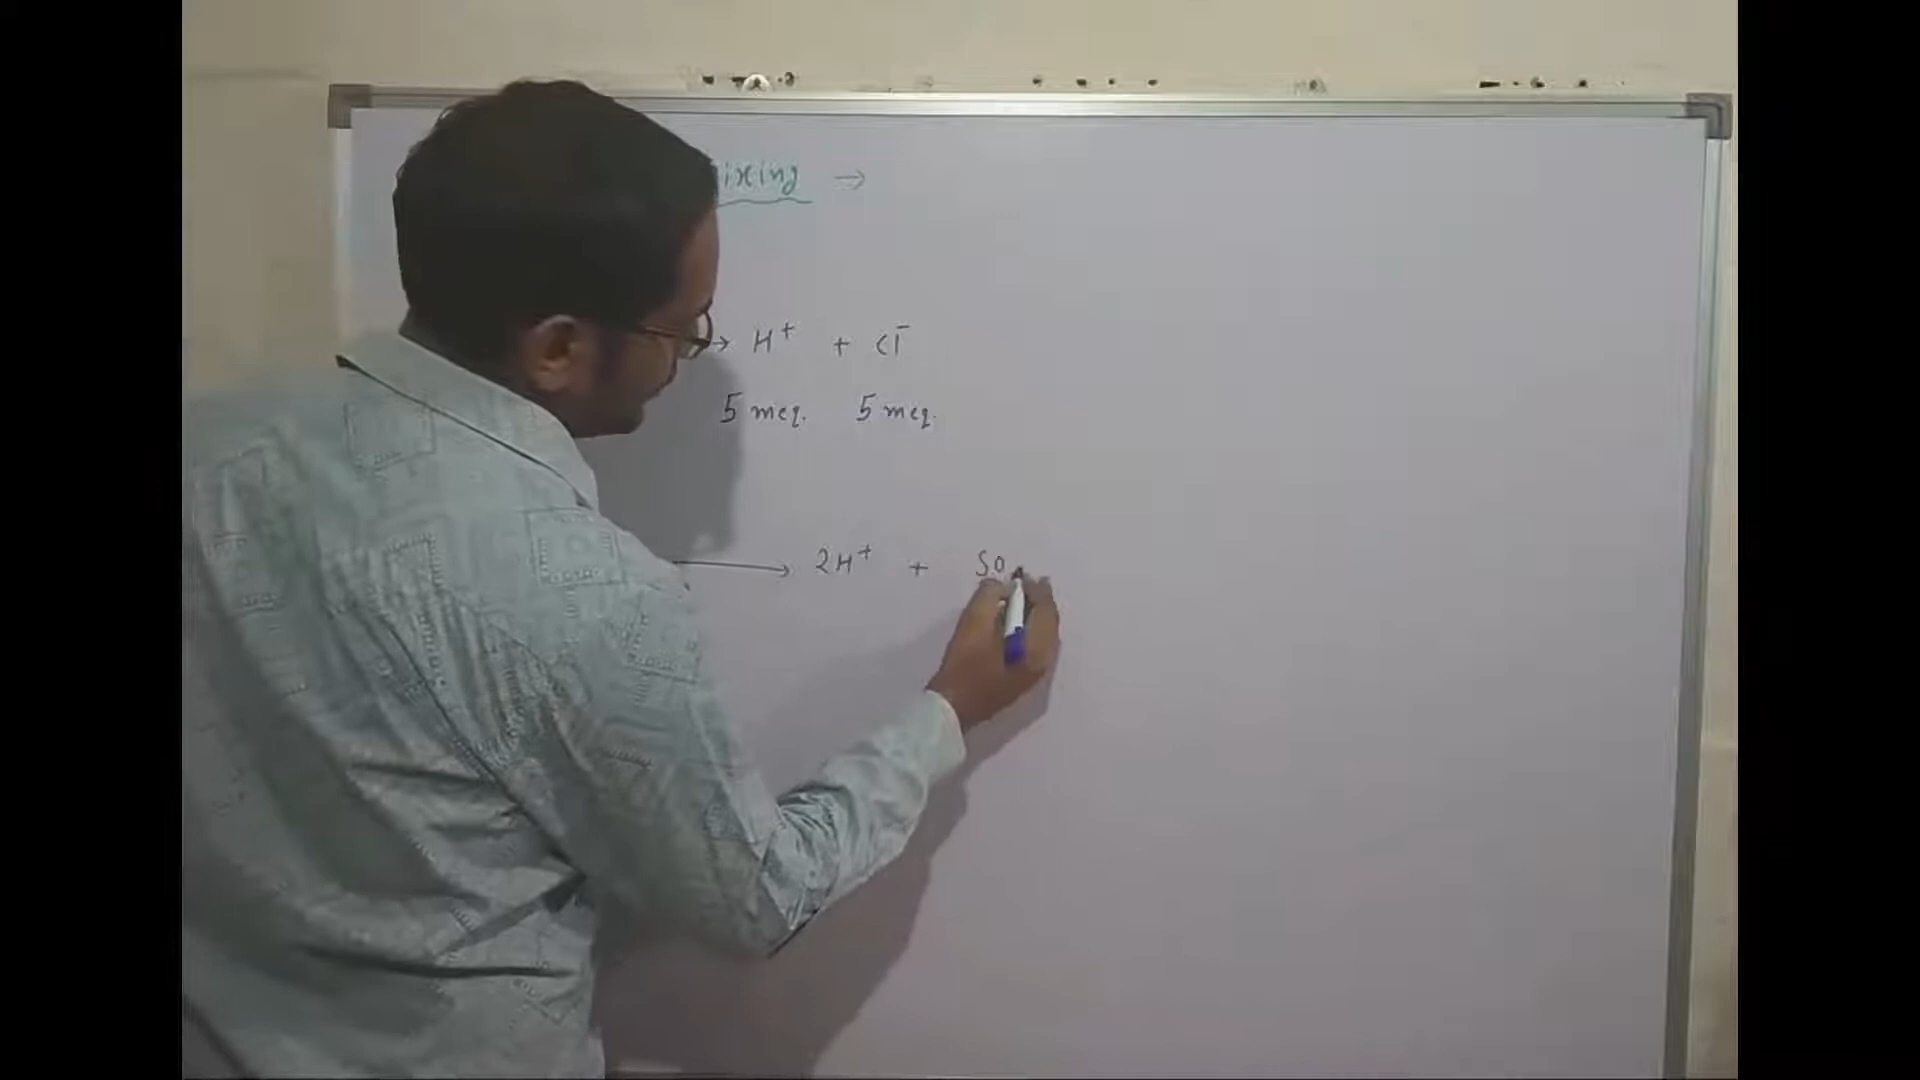 ixing →
→ H⁺ + Cl⁻
5 meq. 5 meq.
→ 2H⁺ + SO